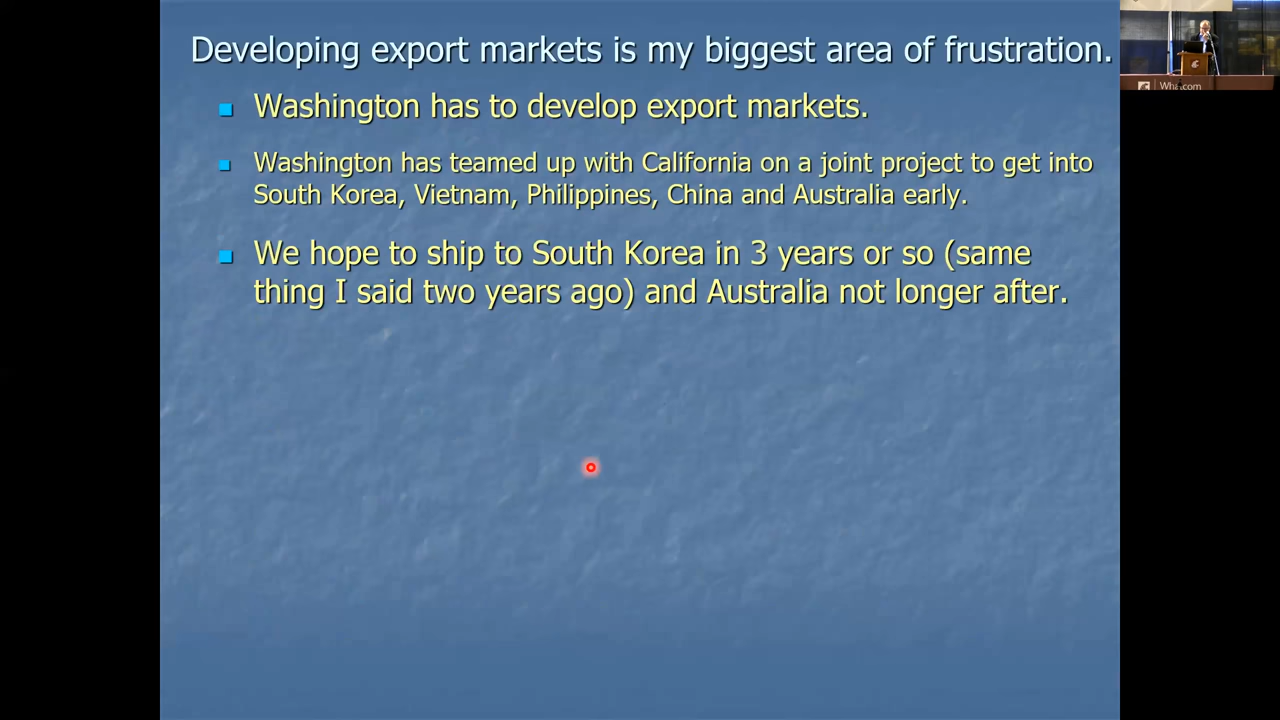 Developing export markets is my biggest area of frustration.
Washington has to develop export markets.
Washington has teamed up with California on a joint project to get into
South Korea, Vietnam, Philippines, China and Australia early.
We hope to ship to South Korea in 3 years or so (same
thing I said two years ago) and Australia not longer after.